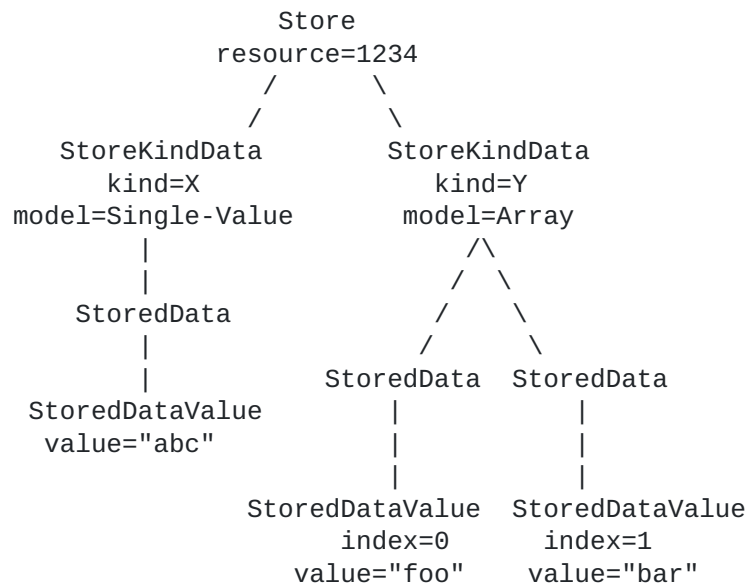 Store
resource=1234
/ \
/ \
StoreKindData StoreKindData
kind=X kind=Y
model=Single-Value model=Array
| /\
| / \
StoredData / \
| / \
| StoredData StoredData
StoredDataValue | |
value="abc" | |
| |
StoredDataValue StoredDataValue
index=0 index=1
value="foo" value="bar"